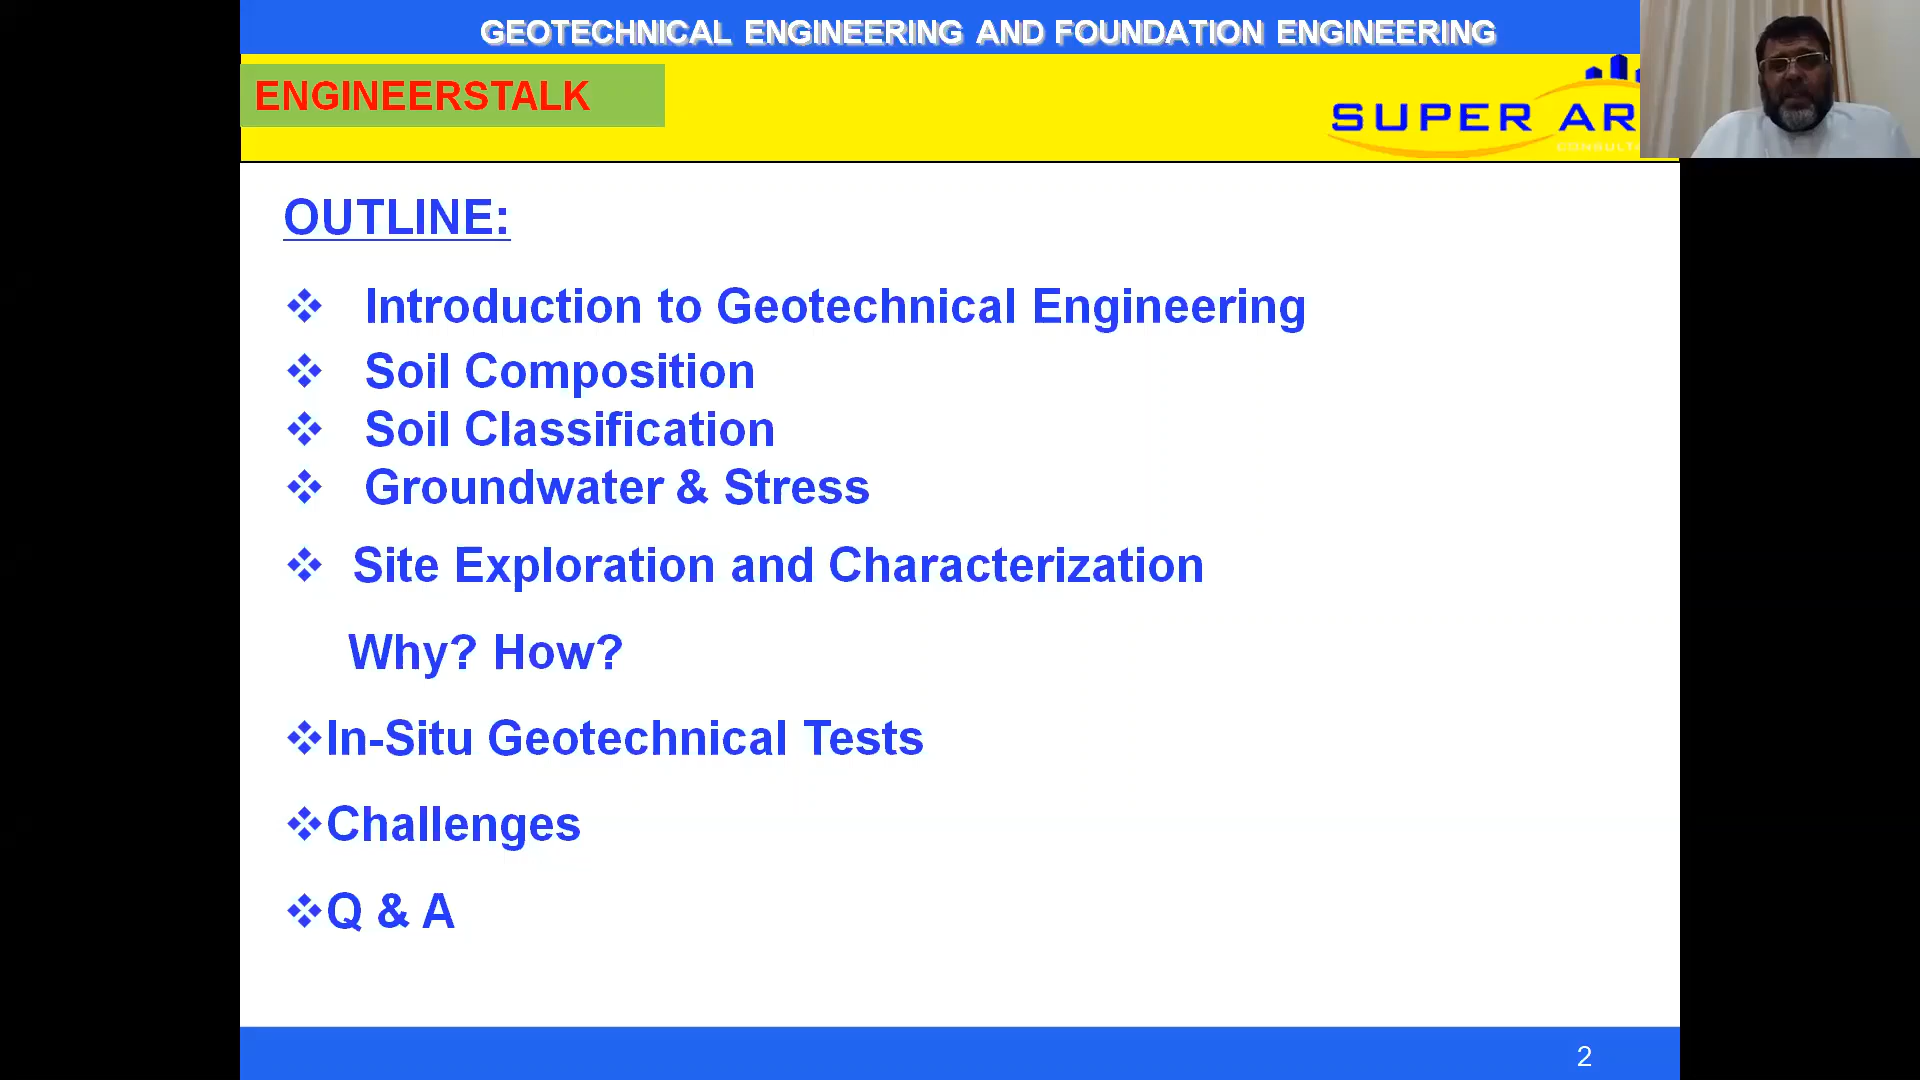 GEOTECHNICAL ENGINEERING AND FOUNDATION ENGINEERING
ENGINEERSTALK
SUPER AR
OUTLINE:
❖ Introduction to Geotechnical Engineering
❖ Soil Composition
❖ Soil Classification
❖ Groundwater & Stress
❖ Site Exploration and Characterization
Why? How?
❖In-Situ Geotechnical Tests
❖Challenges
❖Q & A
2